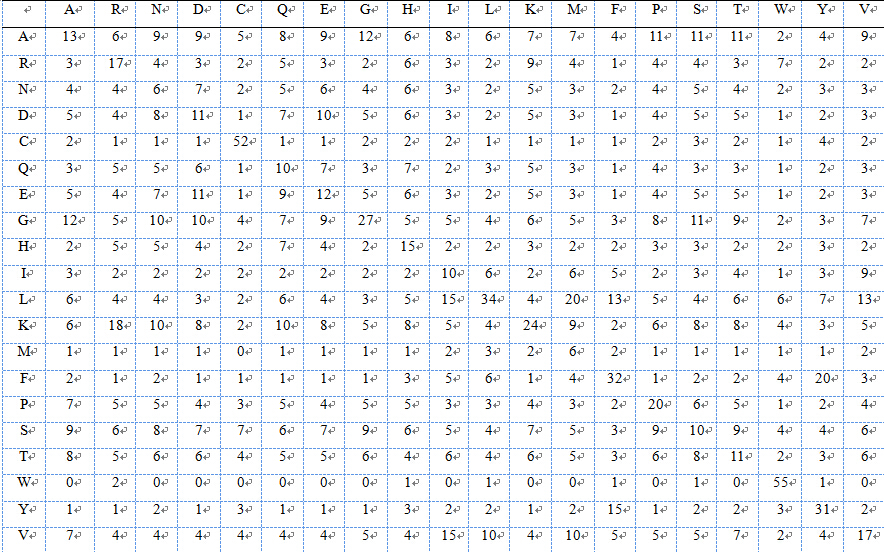 A R N D C Q E G H I L K M F P S T W Y V
A 13 6 9 9 5 8 9 12 6 8 6 7 7 4 11 11 11 2 4 9
R 3 17 4 3 2 5 3 2 6 3 2 9 4 1 4 4 3 7 2 2
N 4 4 6 7 2 5 6 4 6 3 2 5 3 2 4 5 4 2 3 3
D 5 4 8 11 1 7 10 5 6 3 2 5 3 1 4 5 5 1 2 3
C 2 1 1 1 52 1 1 2 2 2 1 1 1 1 2 3 2 1 4 2
Q 3 5 5 6 1 10 7 3 7 2 3 5 3 1 4 3 3 1 2 3
E 5 4 7 11 1 9 12 5 6 3 2 5 3 1 4 5 5 1 2 3
G 12 5 10 10 4 7 9 27 5 4 6 5 3 8 11 9 2 3 7
H 2 5 5 4 2 7 4 2 15 2 2 3 2 2 3 3 2 2 3 2
I 3 2 2 2 2 2 2 2 2 10 6 2 6 5 2 3 4 1 3 9
L 6 4 4 3 2 6 4 3 5 15 34 4 20 13 5 4 6 6 7 13
K 6 18 10 8 2 10 8 5 8 5 4 24 9 2 6 8 8 4 3 5
M 1 1 1 1 0 1 1 1 1 2 3 2 6 2 1 1 1 1 1 2
F 2 1 2 1 1 1 1 1 3 5 6 1 4 32 1 2 2 4 20 3
P 7 5 5 4 3 5 4 5 5 3 3 4 3 2 20 6 5 1 2 4
S 9 6 8 7 7 6 7 9 6 5 4 7 5 3 9 10 9 4 4 6
T 8 5 6 6 4 5 5 6 4 6 4 6 5 3 6 8 11 2 3 6
W 0 2 0 0 0 0 0 0 1 0 1 0 0 1 0 1 0 55 1 0
Y 1 1 2 1 3 1 1 1 3 2 2 1 2 15 1 2 2 3 31 2
V 7 4 4 4 4 4 4 5 4 15 10 4 10 5 5 5 7 2 4 17